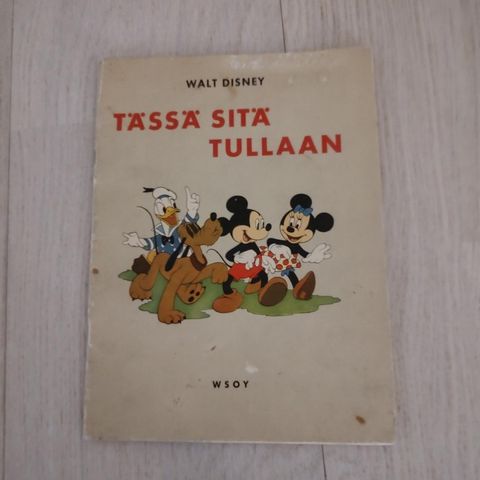 WALT DISNEY
TÄSSÄ SITÄ
TULLAAN
WSOY